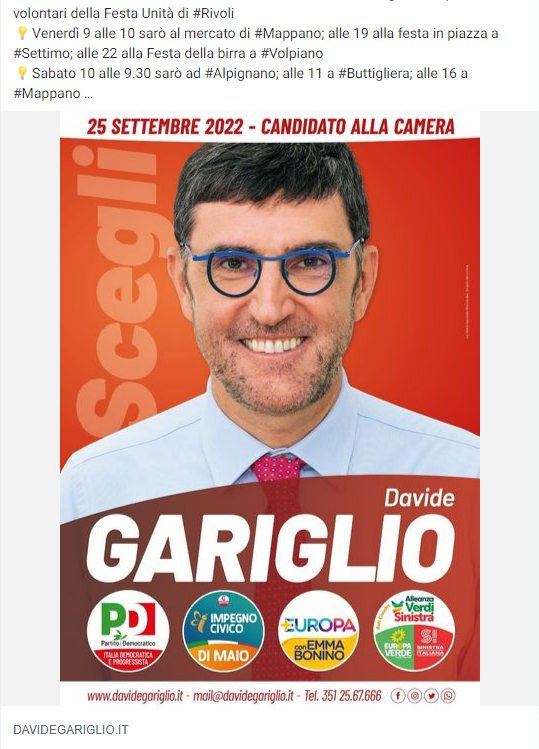 volontari della Festa Unità di #Rivoli
💡 Venerdì 9 alle 10 sarò al mercato di #Mappano; alle 19 alla festa in piazza a
#Settimo; alle 22 alla Festa della birra a #Volpiano
💡 Sabato 10 alle 9.30 sarò ad #Alpignano; alle 11 a #Buttigliera; alle 16 a
#Mappano ...
25 SETTEMBRE 2022 - CANDIDATO ALLA CAMERA
Scegli
Davide
GARIGLIO
PD
Partito Democratico
ITALIA DEMOCRATICA
E PROGRESSISTA
IMPEGNO
CIVICO
DI MAIO
+EUROPA
con EMMA
BONINO
Alleanza
Verdi
Sinistra
EUROPA
VERDE
SI
SINISTRA
ITALIANA
www.davidegariglio.it - mail@davidegariglio.it - Tel. 351 25.67.666
DAVIDEGARIGLIO.IT